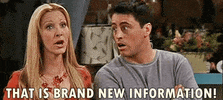 THAT IS BRAND NEW INFORMATION!